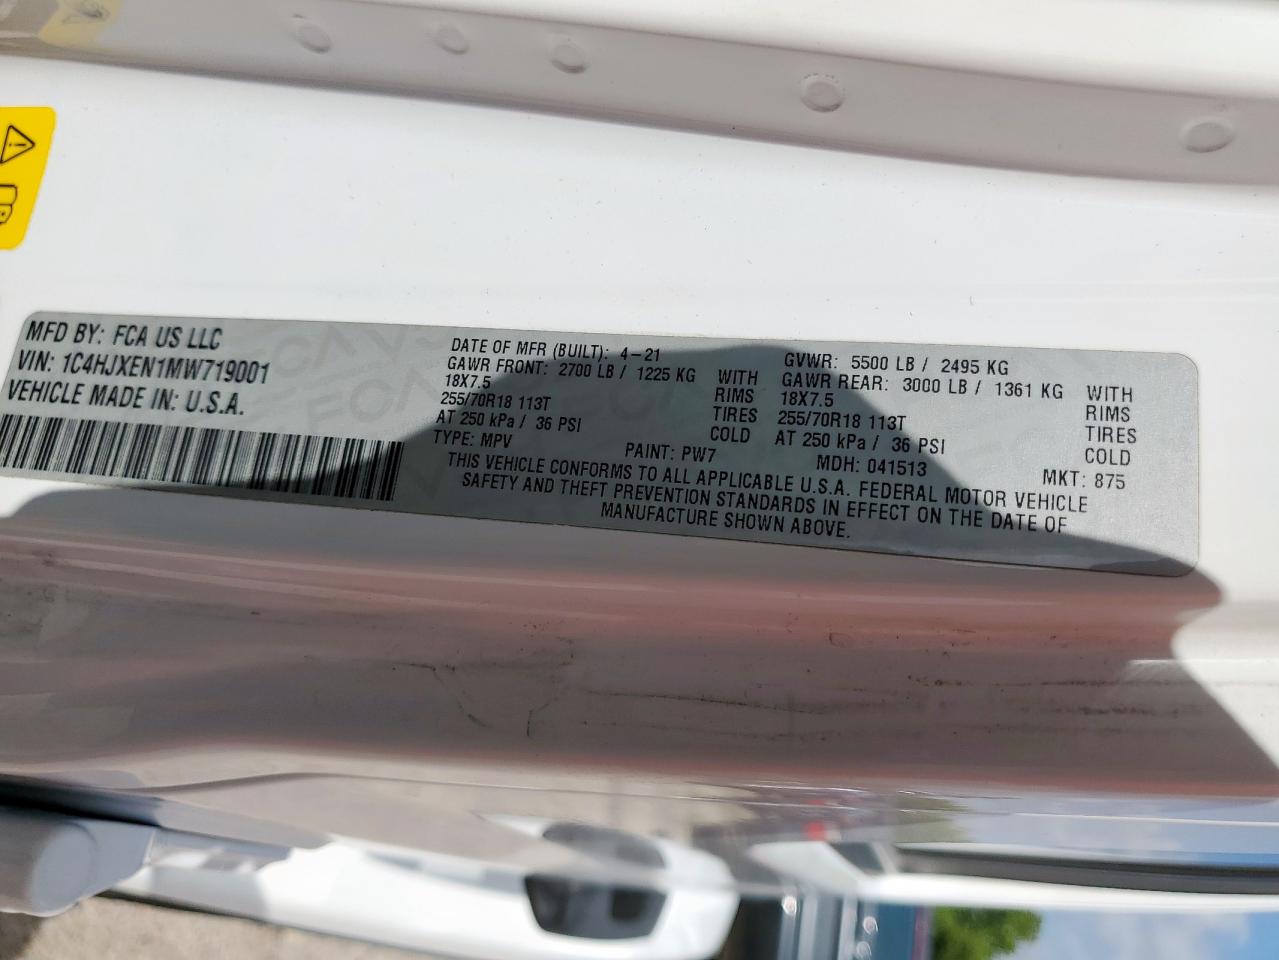 MFD BY: FCA US LLC
VIN: 1C4HJXEN1MW719001
VEHICLE MADE IN: U.S.A.
DATE OF MFR (BUILT): 4-21
GVWR: 5500 LB / 2495 KG
GAWR FRONT: 2700 LB / 1225 KG WITH
18X7.5 RIMS
255/70R18 113T TIRES
AT 250 kPa / 36 PSI COLD
GAWR REAR: 3000 LB / 1361 KG WITH
18X7.5 RIMS
255/70R18 113T TIRES
AT 250 kPa / 36 PSI COLD
TYPE: MPV PAINT: PW7 MDH: 041513 MKT: 875
THIS VEHICLE CONFORMS TO ALL APPLICABLE U.S.A. FEDERAL MOTOR VEHICLE
SAFETY AND THEFT PREVENTION STANDARDS IN EFFECT ON THE DATE OF
MANUFACTURE SHOWN ABOVE.